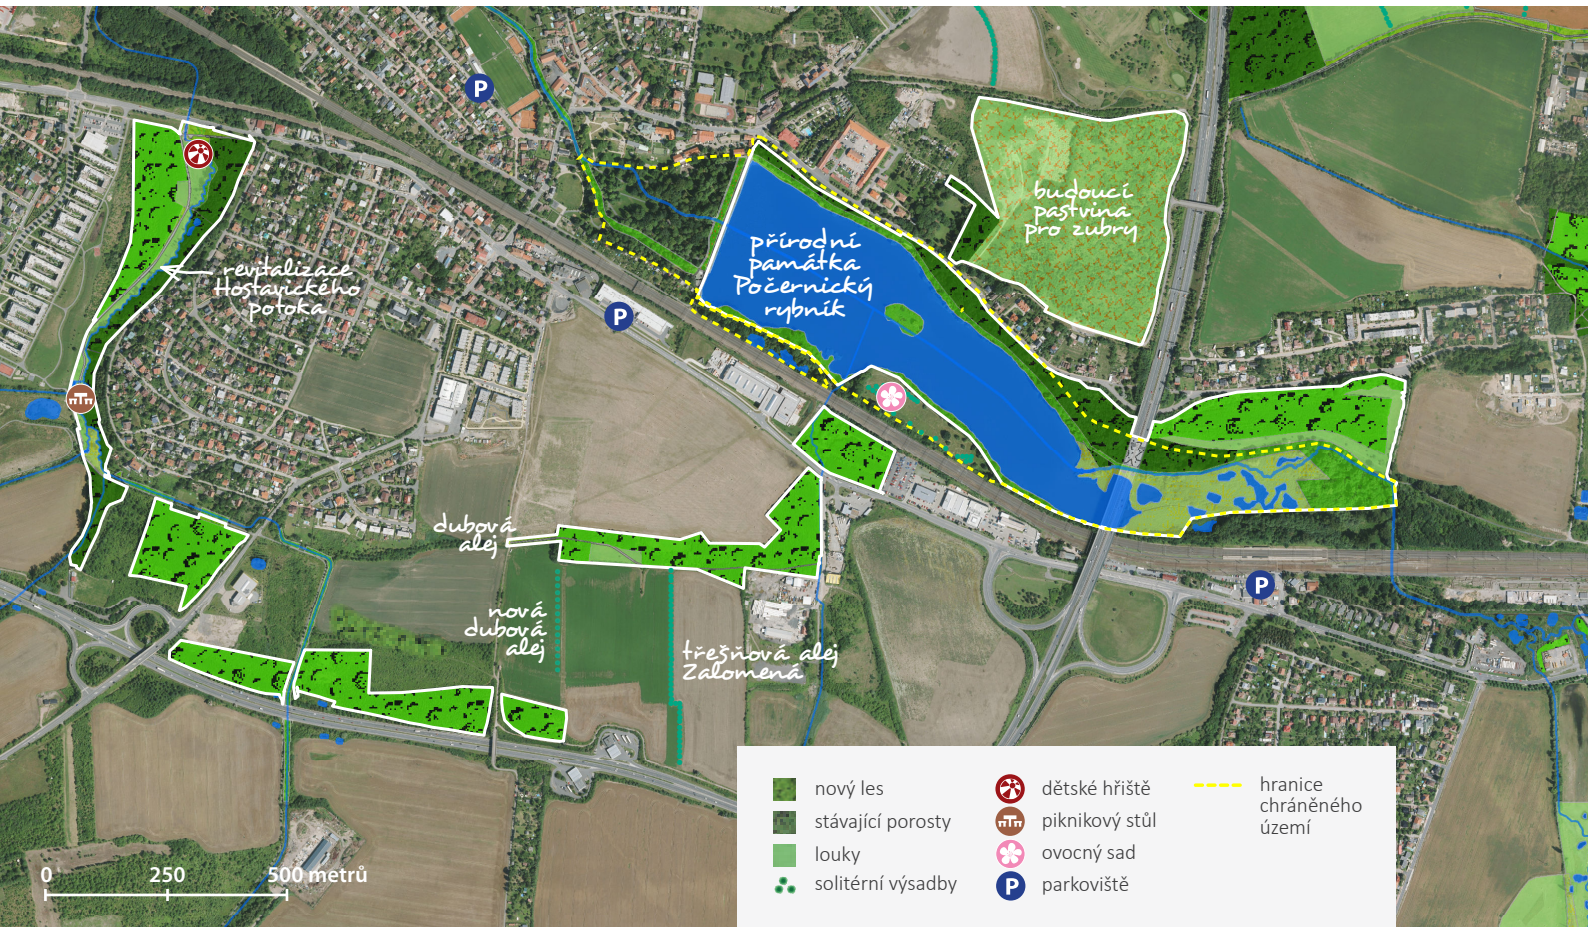 P
budoucí
pastvina
pro zubry
přírodní
památka
Počernický
rybník
revitalizace
Hostavického
potoka
P
dubová
alej
P
nová
dubová
alej
třešňová alej
Zalomená
nový les
stávající porosty
louky
solitérní výsadby
dětské hřiště
piknikový stůl
ovocný sad
P parkoviště
hranice
chráněného
území
0 250 500 metrů